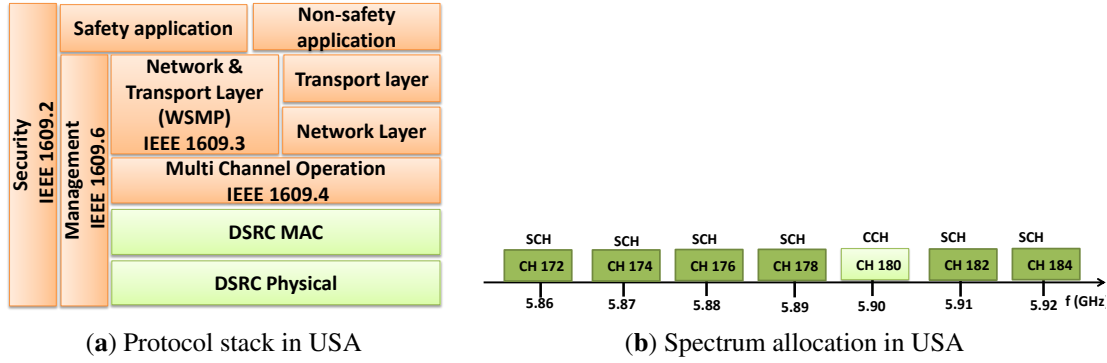 Security
IEEE 1609.2
Safety application
Non-safety
application
Management
IEEE 1609.6
Network &
Transport Layer
(WSMP)
IEEE 1609.3
Transport layer
Network Layer
Multi Channel Operation
IEEE 1609.4
DSRC MAC
DSRC Physical
(a) Protocol stack in USA
SCH SCH SCH SCH CCH SCH SCH
CH 172 CH 174 CH 176 CH 178 CH 180 CH 182 CH 184
5.86 5.87 5.88 5.89 5.90 5.91 5.92 f (GHz)
(b) Spectrum allocation in USA